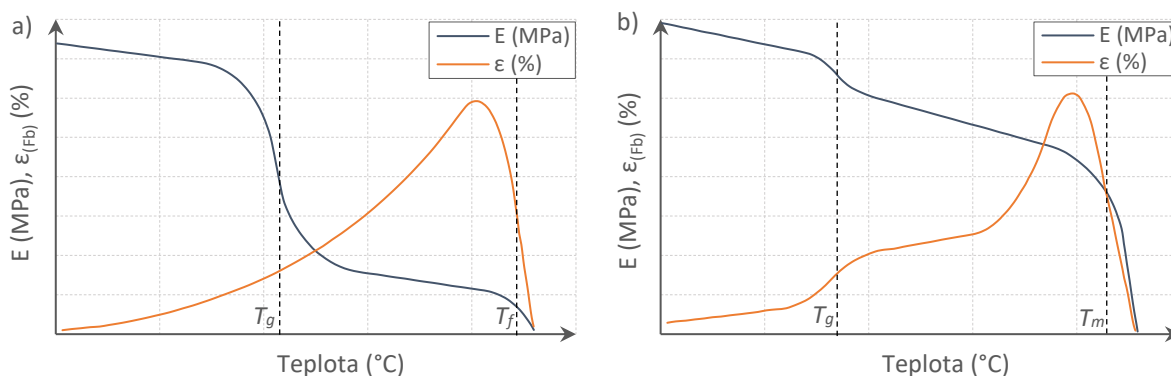 a)
E (MPa)
ε (%)
E (MPa), ε(Fb) (%)
Tg
Tf
Teplota (°C)
b)
E (MPa)
ε (%)
E (MPa), ε(Fb) (%)
Tg
Tm
Teplota (°C)